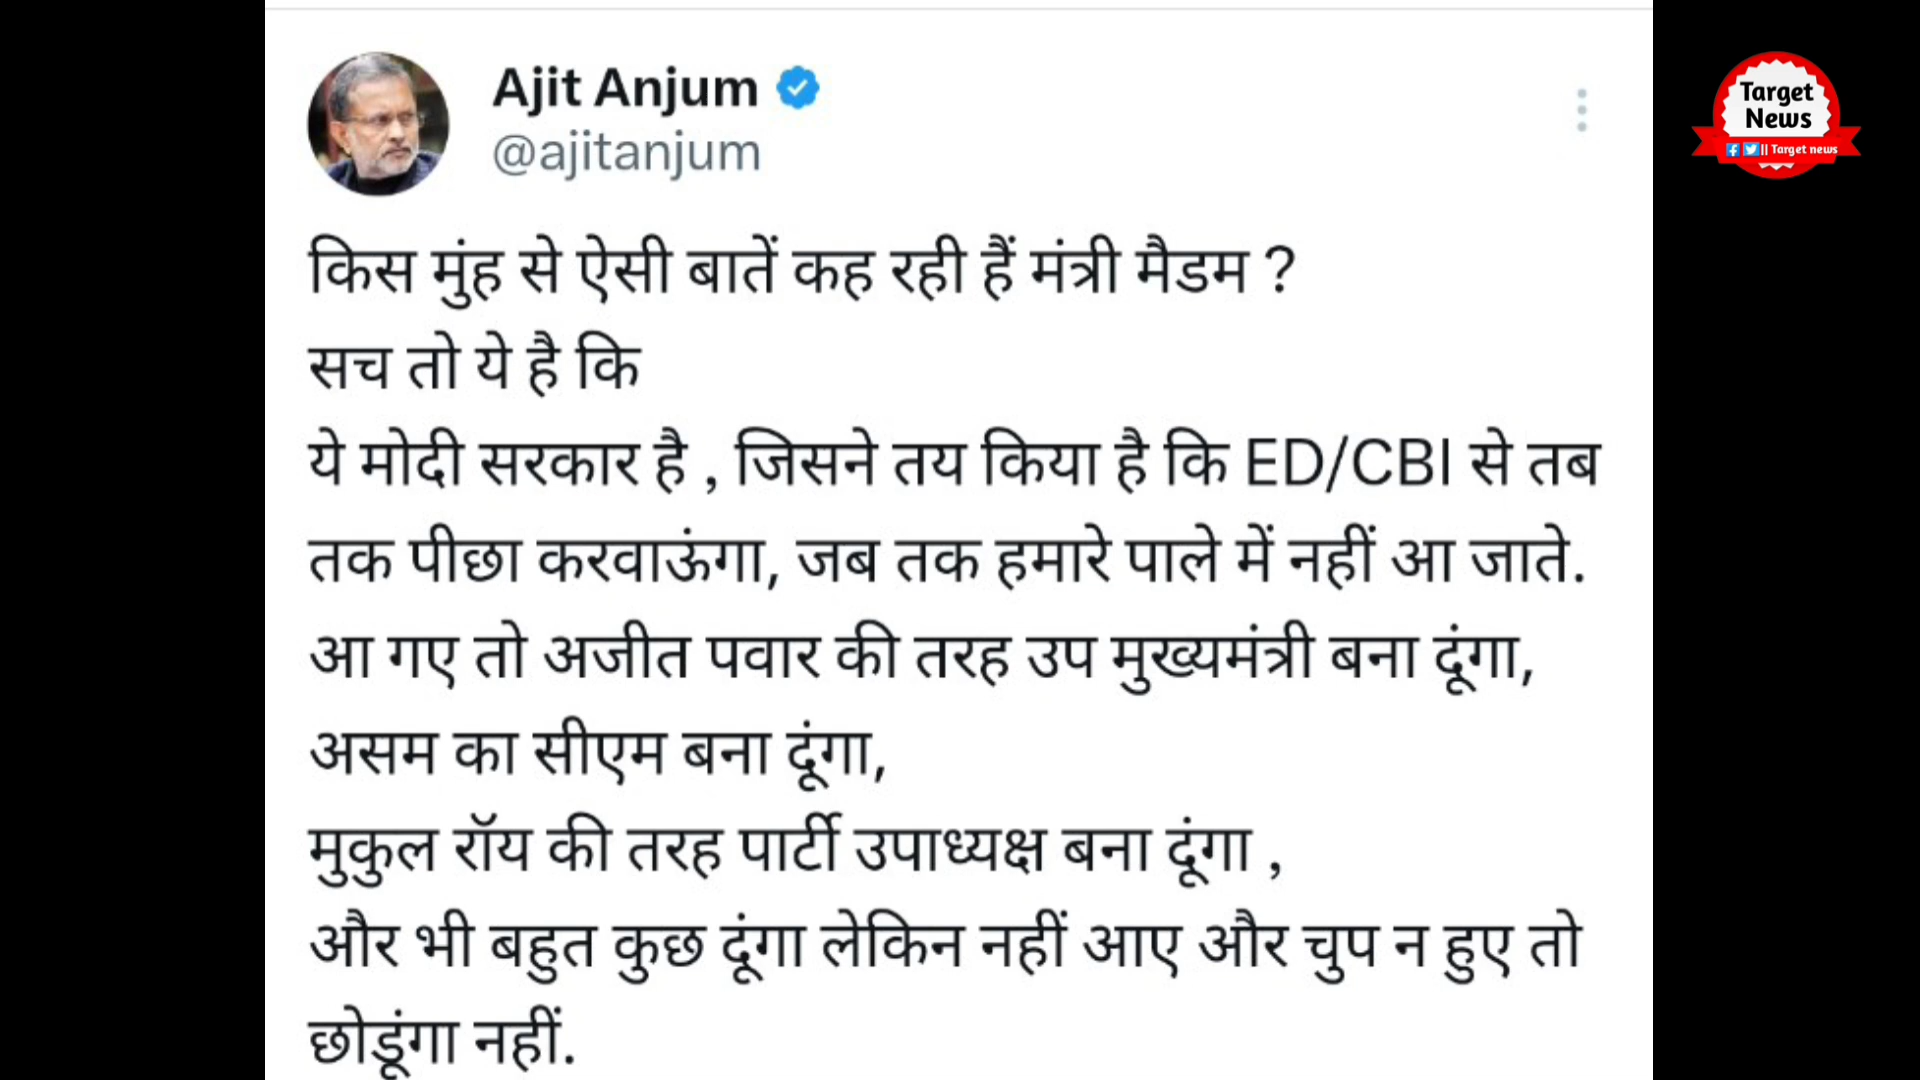 Ajit Anjum
@ajitanjum
Target
News
|| Target news
किस मुंह से ऐसी बातें कह रही हैं मंत्री मैडम ?
सच तो ये है कि
ये मोदी सरकार है , जिसने तय किया है कि ED/CBI से तब
तक पीछा करवाऊंगा, जब तक हमारे पाले में नहीं आ जाते.
आ गए तो अजीत पवार की तरह उप मुख्यमंत्री बना दूंगा,
असम का सीएम बना दूंगा,
मुकुल रॉय की तरह पार्टी उपाध्यक्ष बना दूंगा ,
और भी बहुत कुछ दूंगा लेकिन नहीं आए और चुप न हुए तो
छोडूंगा नहीं.